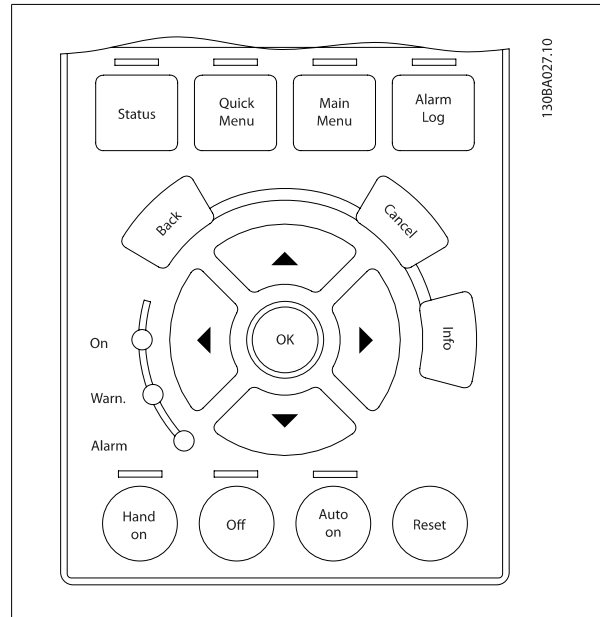 130BA027.10
Status
Quick
Menu
Main
Menu
Alarm
Log
Back
Cancel
Info
OK
On
Warn.
Alarm
Hand
on
Off
Auto
on
Reset